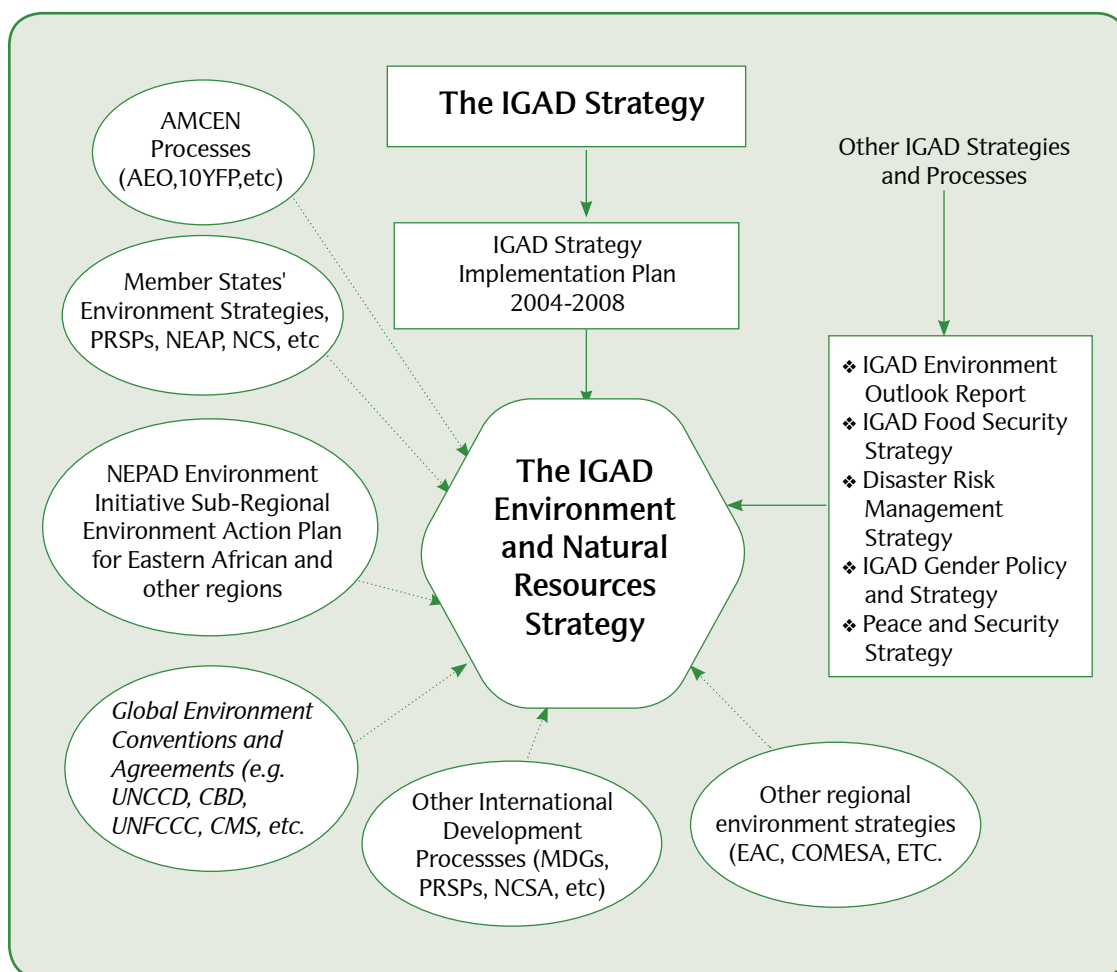 The IGAD Strategy
AMCEN
Processes
(AEO,10YFP,etc)
Other IGAD Strategies
and Processes
IGAD Strategy
Implementation Plan
2004-2008
Member States'
Environment Strategies,
PRSPs, NEAP, NCS, etc
❖ IGAD Environment
Outlook Report
❖ IGAD Food Security
Strategy
❖ Disaster Risk
Management
Strategy
❖ IGAD Gender Policy
and Strategy
❖ Peace and Security
Strategy
The IGAD
Environment
and Natural
Resources
Strategy
NEPAD Environment
Initiative Sub-Regional
Environment Action Plan
for Eastern African and
other regions
Global Environment
Conventions and
Agreements (e.g.
UNCCD, CBD,
UNFCCC, CMS, etc.
Other International
Development
Processses (MDGs,
PRSPs, NCSA, etc)
Other regional
environment strategies
(EAC, COMESA, ETC.